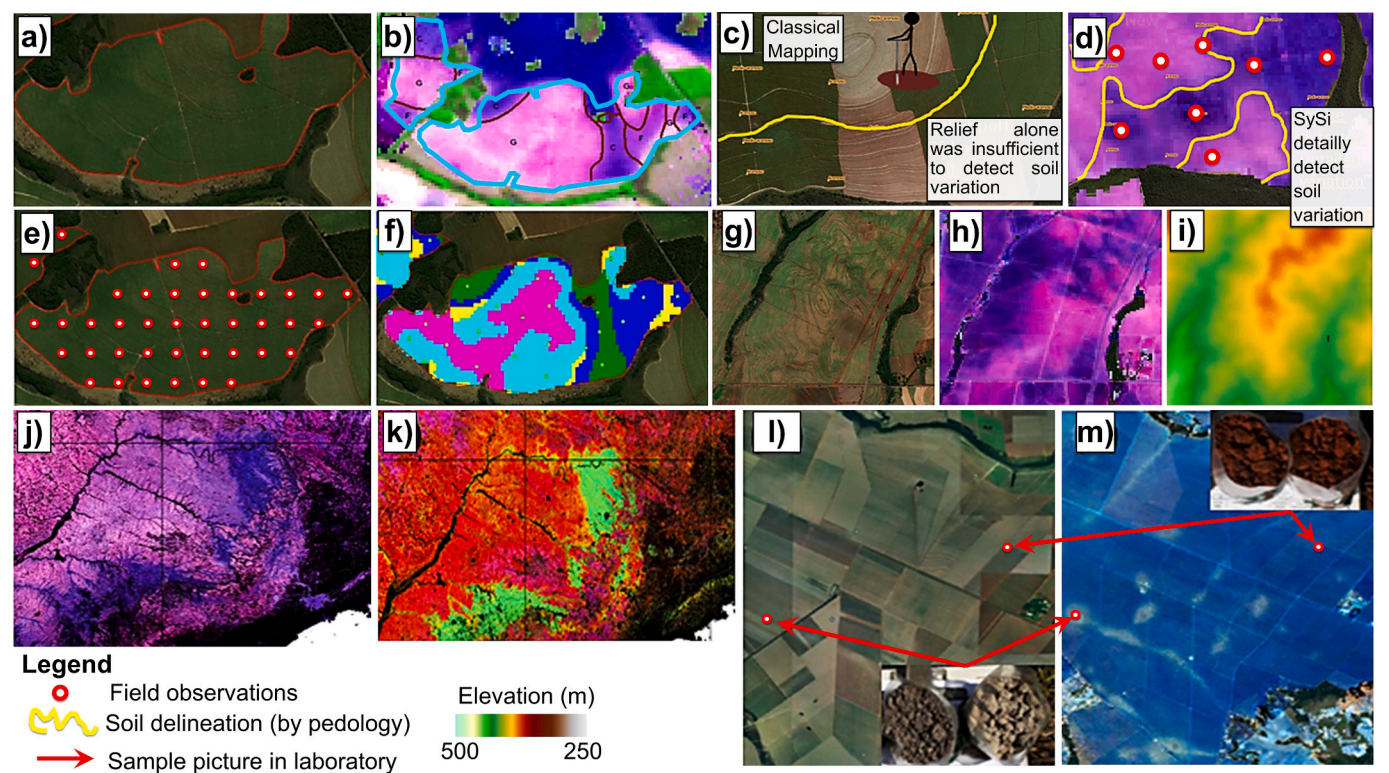 a)
b)
C
G
C
G
G
F
C
F
c)
Classical
Mapping
Relief alone
was insufficient
to detect soil
variation
d)
SySi
detailly
detect
soil
variation
e)
f)
g)
h)
i)
j)
k)
l)
m)
Legend
Field observations
Soil delineation (by pedology)
Sample picture in laboratory
Elevation (m)
500 250